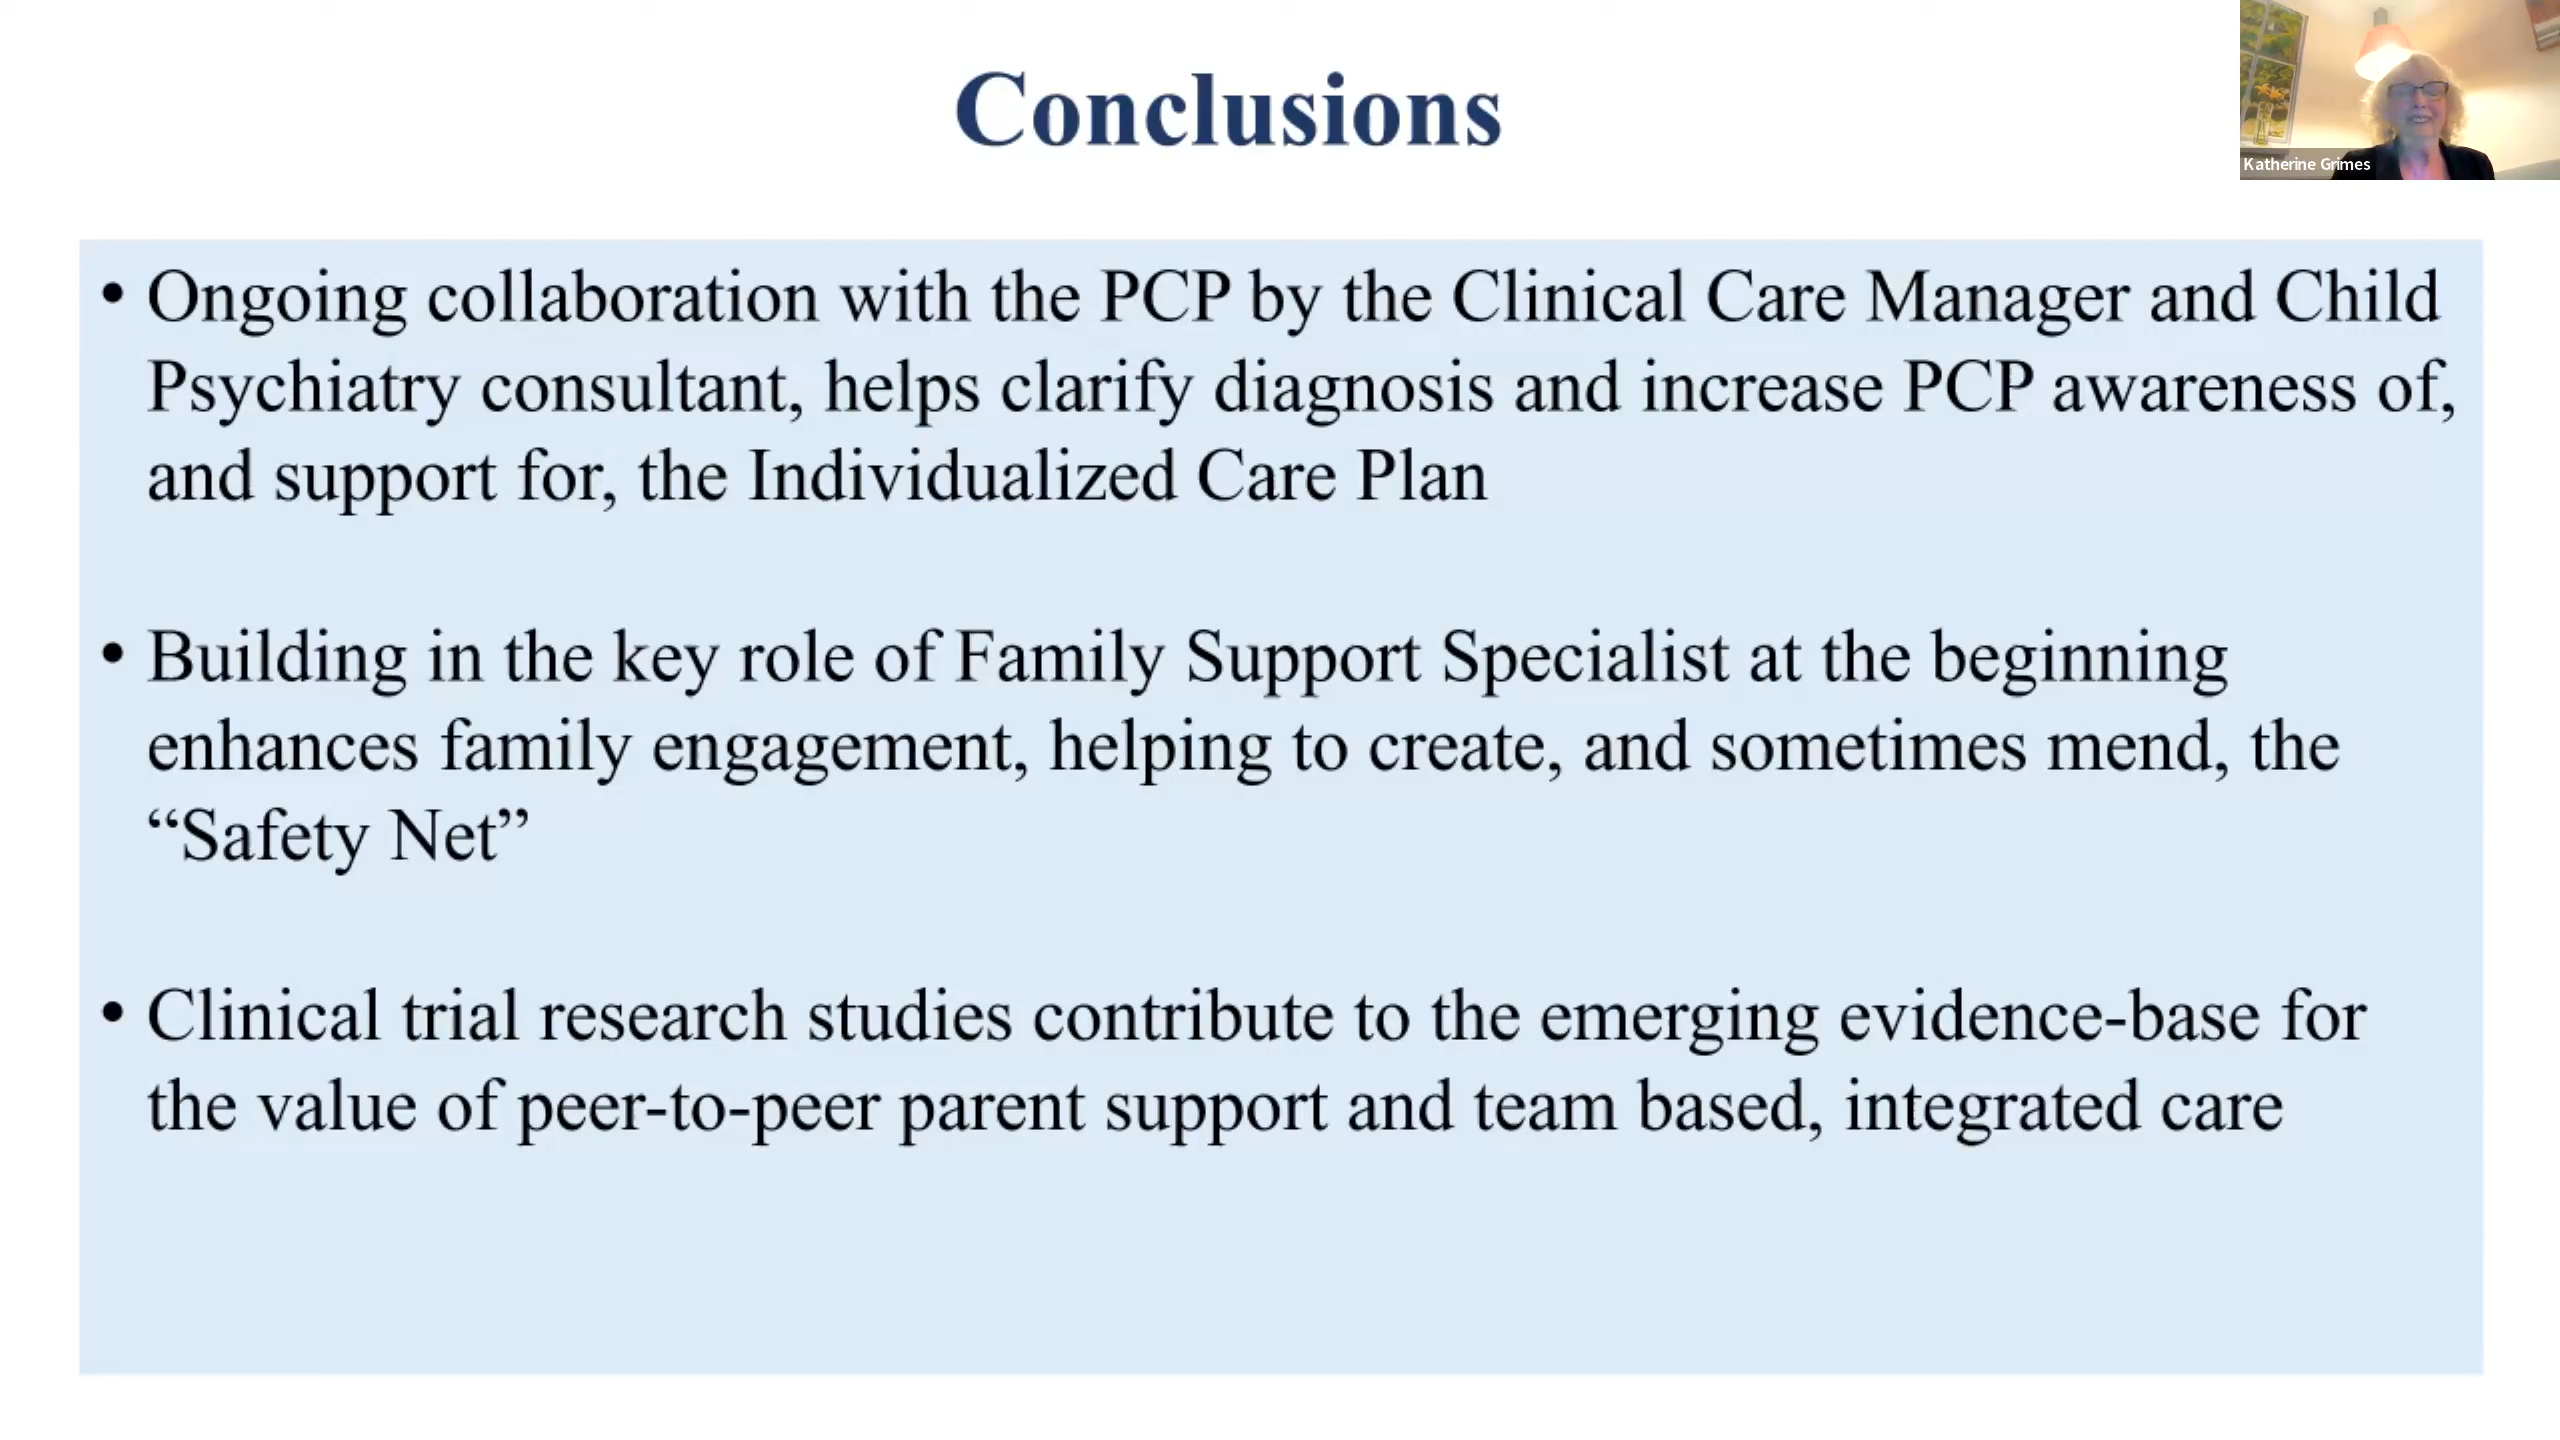 Conclusions
Katherine Grimes
• Ongoing collaboration with the PCP by the Clinical Care Manager and Child
Psychiatry consultant, helps clarify diagnosis and increase PCP awareness of,
and support for, the Individualized Care Plan
• Building in the key role of Family Support Specialist at the beginning
enhances family engagement, helping to create, and sometimes mend, the
“Safety Net”
• Clinical trial research studies contribute to the emerging evidence-base for
the value of peer-to-peer parent support and team based, integrated care